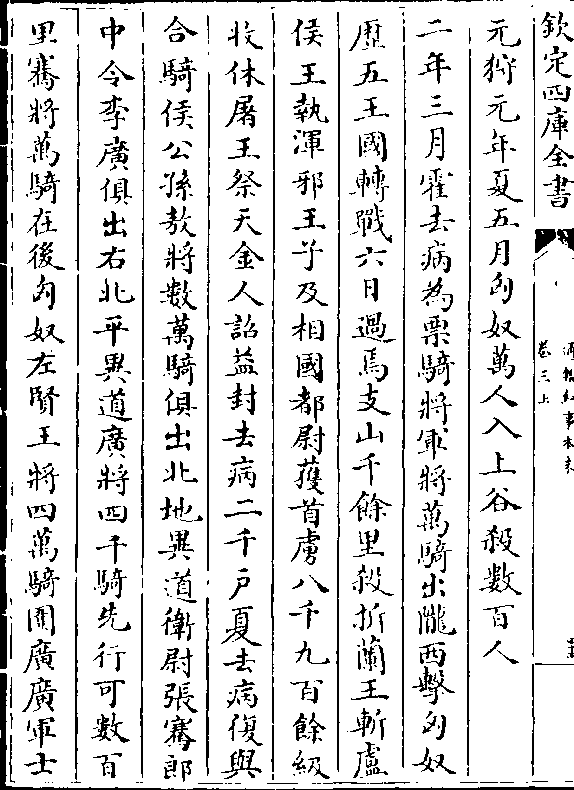 欽定四庫全書
通鑑紀事本末
卷三上
元狩元年夏五月匈奴萬人入上谷殺數百人
二年三月霍去病為票騎將軍將萬騎出隴西擊匈奴
歴五王國轉戰六日過焉支山千餘里殺折蘭王斬盧
侯王執渾邪王子及相國都尉獲首虜八千九百餘級
收休屠王祭天金人詔益封去病二千戶夏去病復與
合騎侯公孫敖將數萬騎俱出北地異道衛尉張騫郎
中令李廣俱出右北平異道廣將四千騎先行可數百
里騫將萬騎在後匈奴左賢王將四萬騎圍廣廣軍士